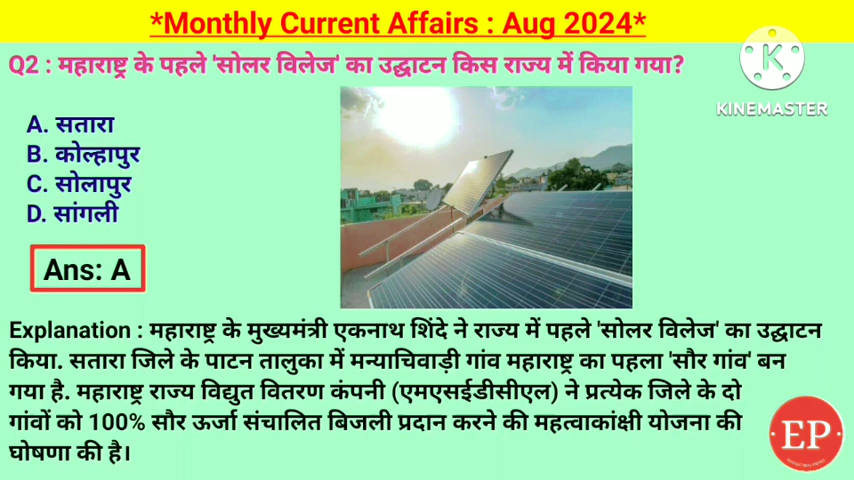 *Monthly Current Affairs : Aug 2024*
Q2 : महाराष्ट्र के पहले 'सोलर विलेज' का उद्घाटन किस राज्य में किया गया?
KINEMASTER
A. सतारा
B. कोल्हापुर
C. सोलापुर
D. सांगली
Ans: A
Explanation : महाराष्ट्र के मुख्यमंत्री एकनाथ शिंदे ने राज्य में पहले 'सोलर विलेज' का उद्घाटन
किया. सतारा जिले के पाटन तालुका में मन्याचिवाड़ी गांव महाराष्ट्र का पहला 'सौर गांव' बन
गया है. महाराष्ट्र राज्य विद्युत वितरण कंपनी (एमएसईडीसीएल) ने प्रत्येक जिले के दो
गांवों को 100% सौर ऊर्जा संचालित बिजली प्रदान करने की महत्वाकांक्षी योजना की
घोषणा की है।
EP